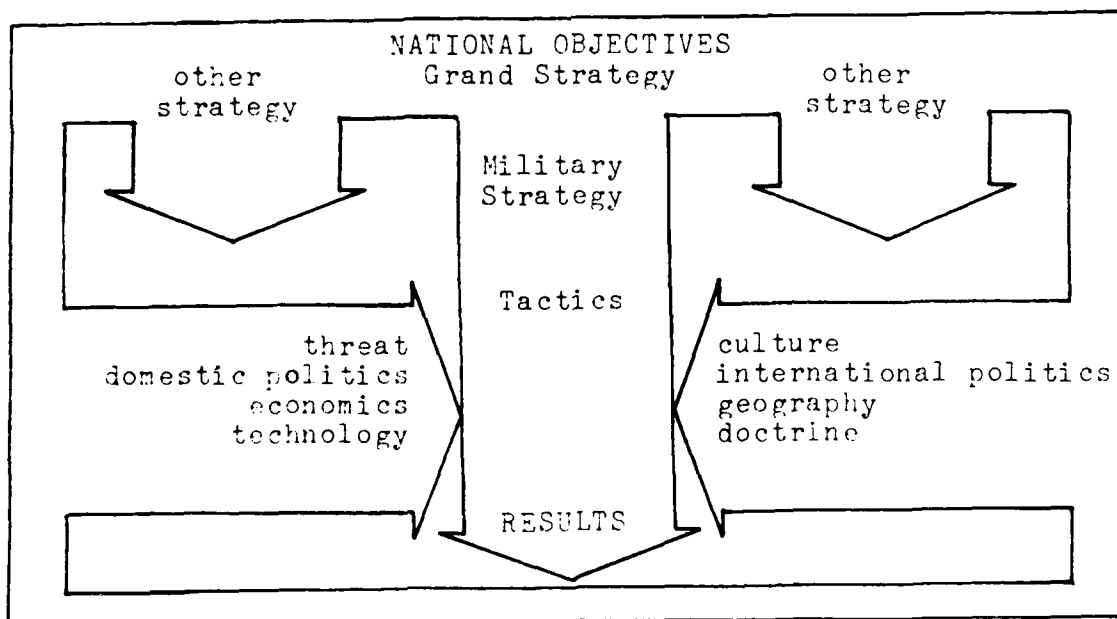 NATIONAL OBJECTIVES
Grand Strategy
other
strategy
other
strategy
Military
Strategy
Tactics
threat
domestic politics
economics
technology
culture
international politics
geography
doctrine
RESULTS